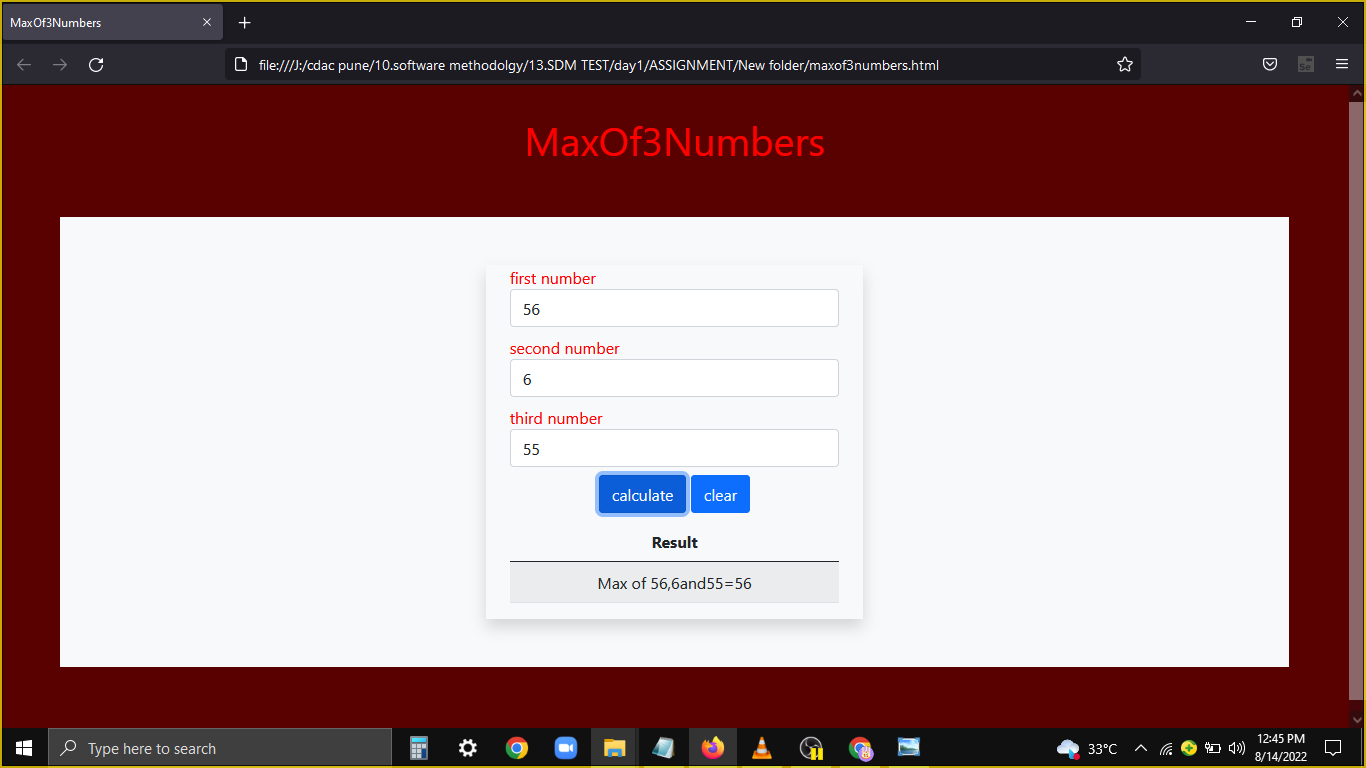 MaxOf3Numbers
file:///J:/cdac pune/10.software methodolgy/13.SDM TEST/day1/ASSIGNMENT/New folder/maxof3numbers.html
Se
MaxOf3Numbers
first number
56
second number
6
third number
55
calculate clear
Result
Max of 56,6and55=56
Type here to search
33°C
12:45 PM
8/14/2022